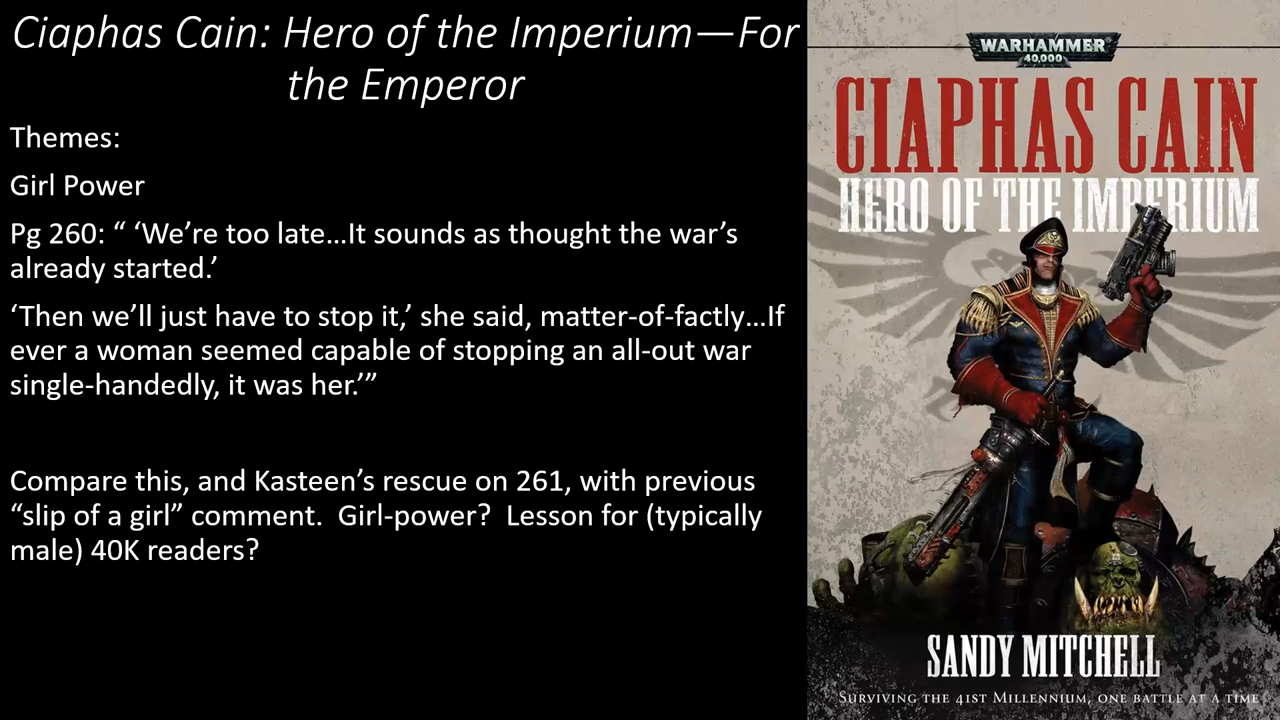 Ciaphas Cain: Hero of the Imperium—For
the Emperor
Themes:
Girl Power
Pg 260: “ ‘We’re too late…It sounds as thought the war’s
already started.’
‘Then we’ll just have to stop it,’ she said, matter-of-factly…If
ever a woman seemed capable of stopping an all-out war
single-handedly, it was her.’”
Compare this, and Kasteen’s rescue on 261, with previous
“slip of a girl” comment.  Girl-power?  Lesson for (typically
male) 40K readers?
WARHAMMER
40,000
CIAPHAS CAIN
HERO OF THE IMPERIUM
SANDY MITCHELL
SURVIVING THE 41ST MILLENNIUM, ONE BATTLE AT A TIME